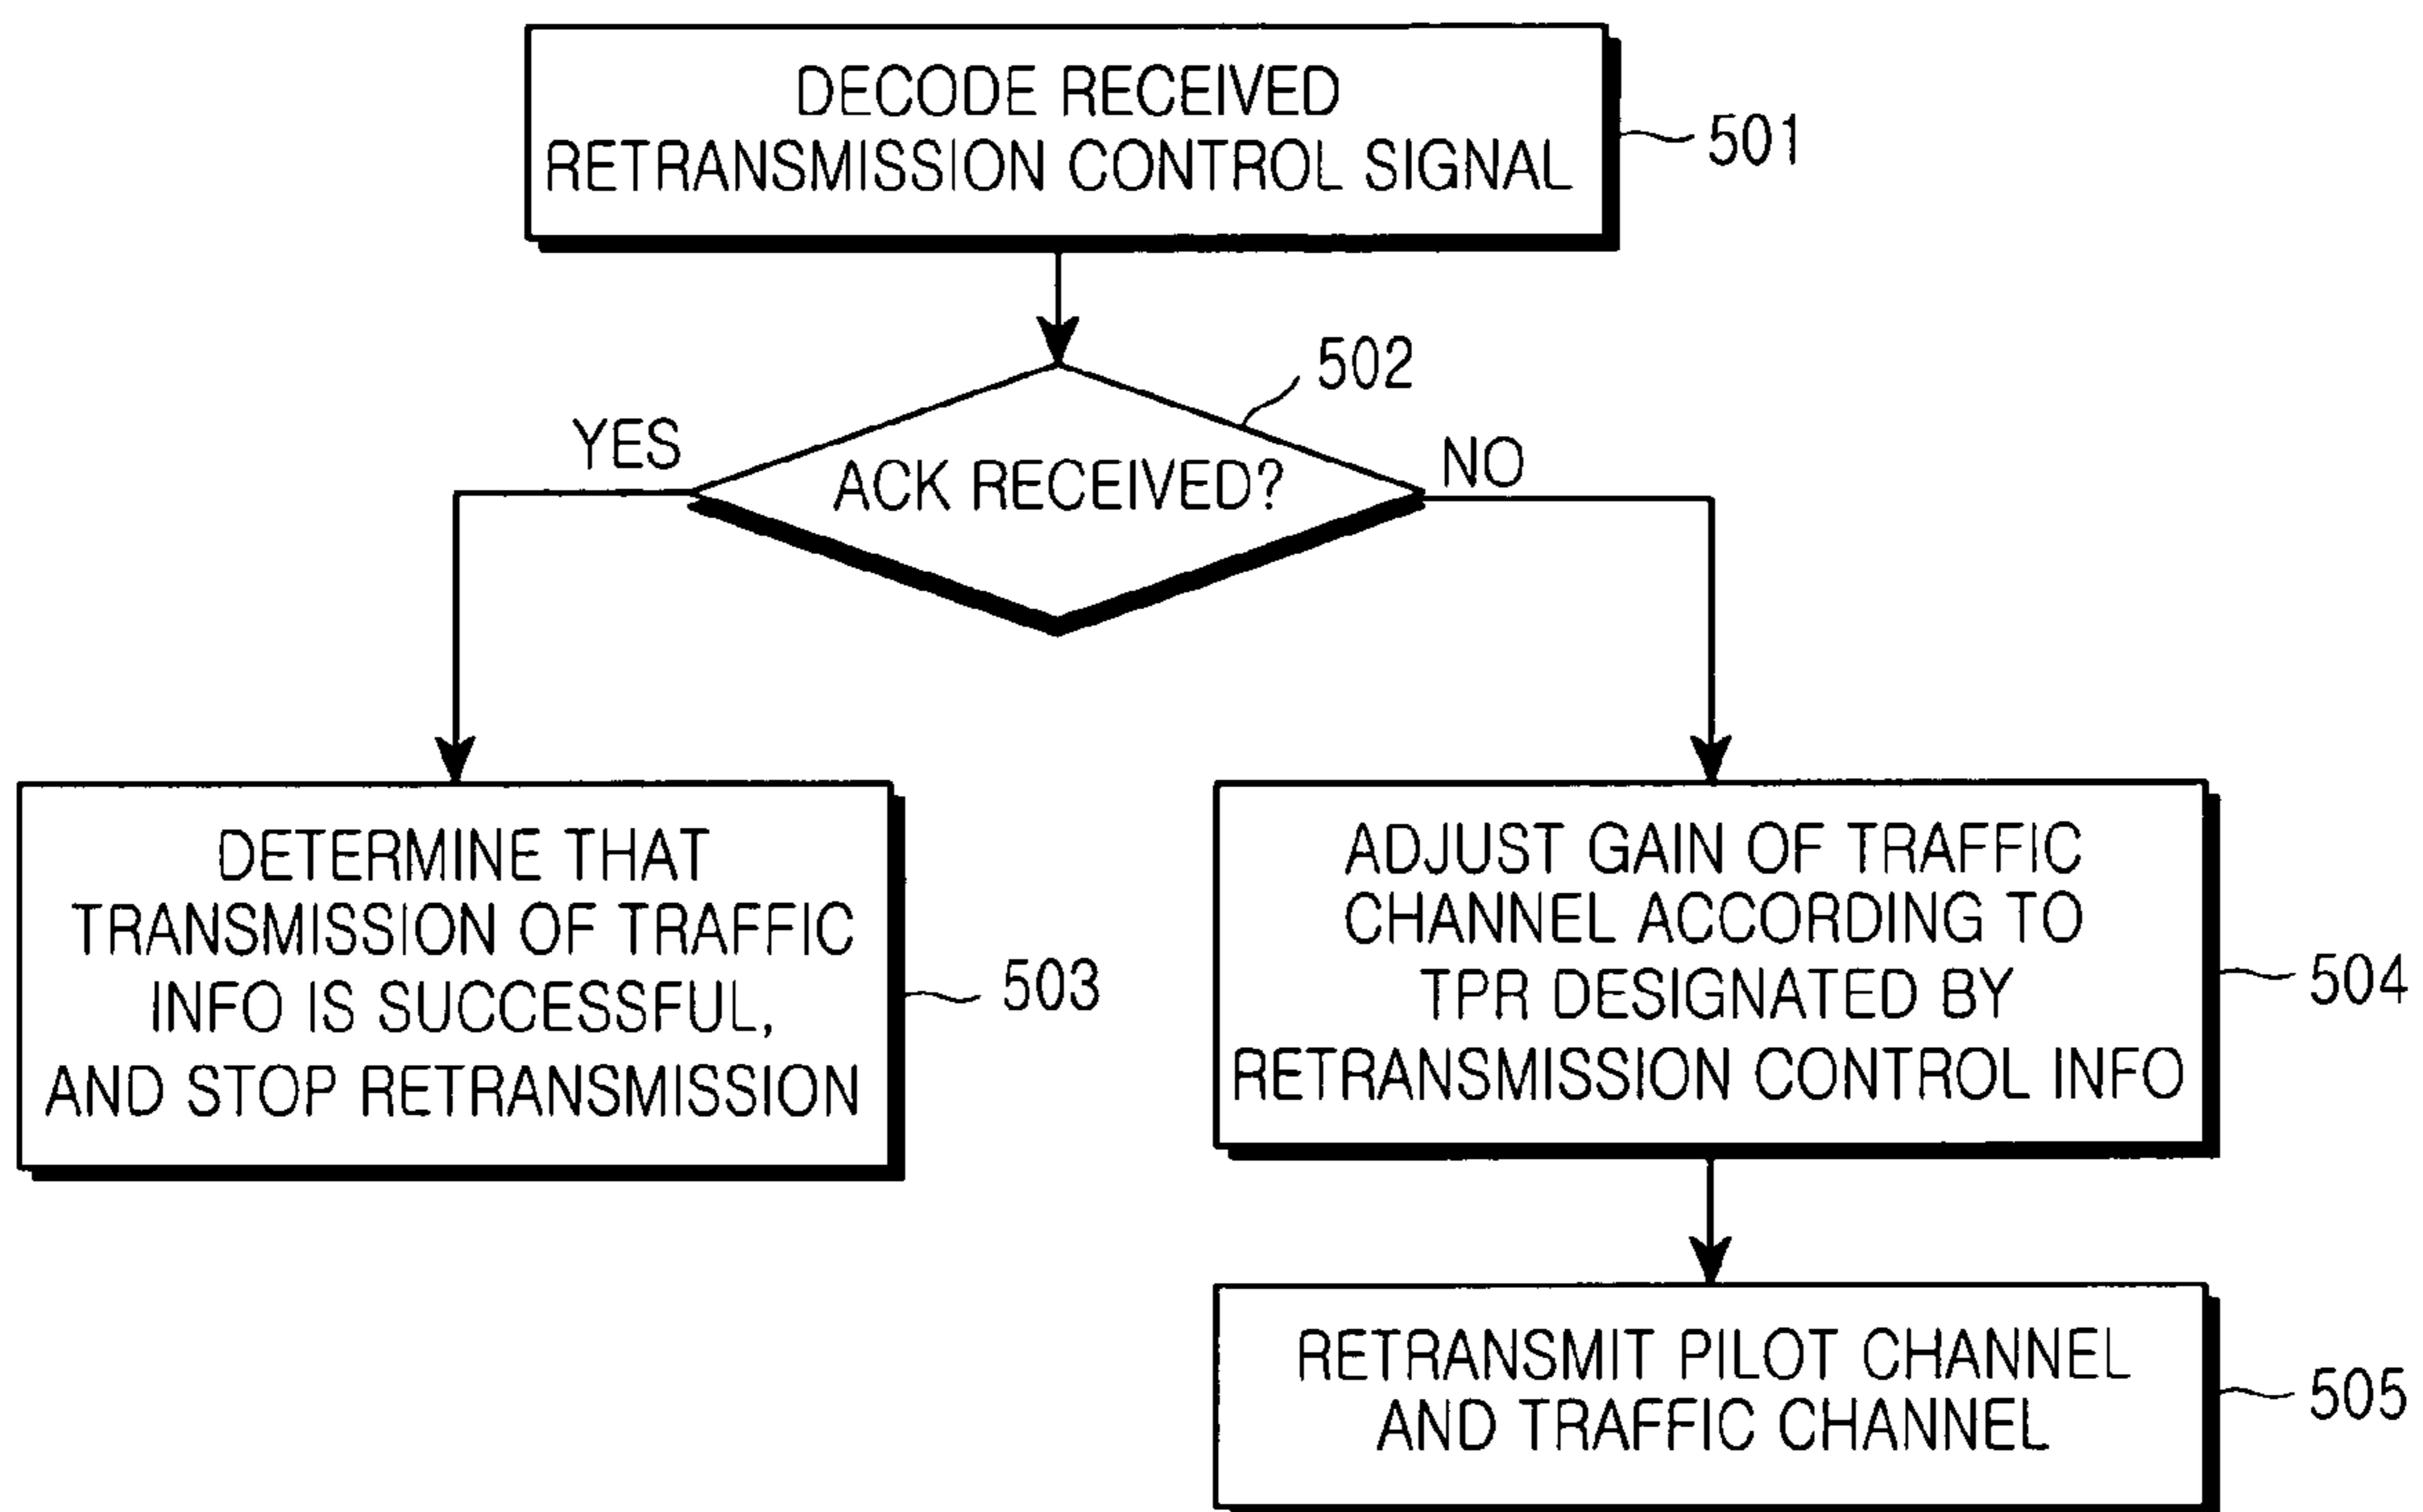 DECODE RECEIVED
RETRANSMISSION CONTROL SIGNAL
501
502
YES
ACK RECEIVED?
NO
DETERMINE THAT
TRANSMISSION OF TRAFFIC
INFO IS SUCCESSFUL,
AND STOP RETRANSMISSION
503
ADJUST GAIN OF TRAFFIC
CHANNEL ACCORDING TO
TPR DESIGNATED BY
RETRANSMISSION CONTROL INFO
504
RETRANSMIT PILOT CHANNEL
AND TRAFFIC CHANNEL
505